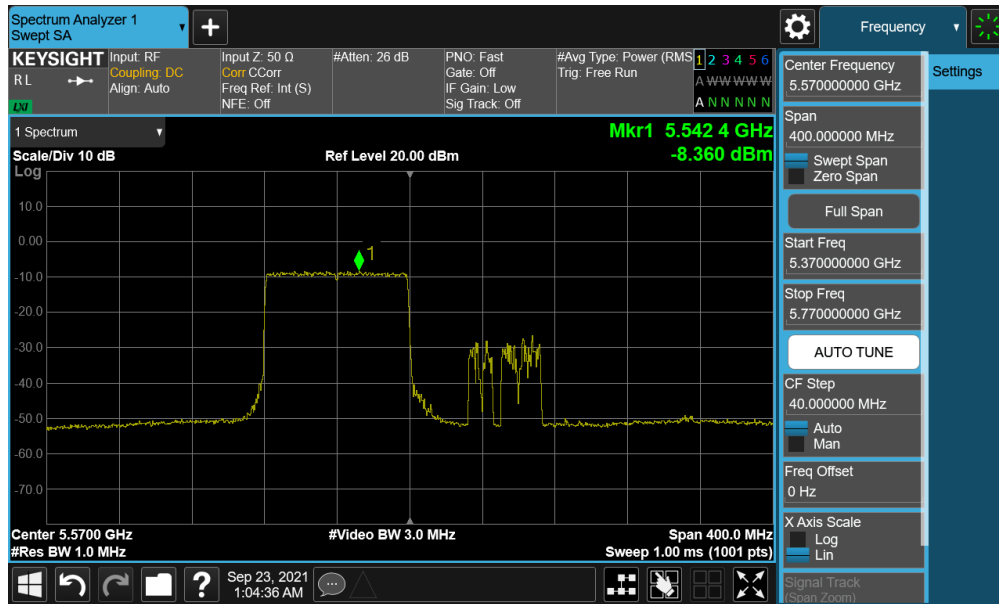 Spectrum Analyzer 1
Swept SA
+
Frequency
KEYSIGHT
R L
LXI
Input: RF
Coupling: DC
Align: Auto
Input Z: 50 Ω
Corr CCorr
Freq Ref: Int (S)
NFE: Off
#Atten: 26 dB
PNO: Fast
Gate: Off
IF Gain: Low
Sig Track: Off
#Avg Type: Power (RMS
Trig: Free Run
1 2 3 4 5 6
A W W W W W
A N N N N N
1 Spectrum
Mkr1 5.542 4 GHz
Scale/Div 10 dB
Ref Level 20.00 dBm
-8.360 dBm
Log
10.0
0.00
-10.0
-20.0
-30.0
-40.0
-50.0
-60.0
-70.0
1
Center 5.5700 GHz
#Video BW 3.0 MHz
Span 400.0 MHz
#Res BW 1.0 MHz
Sweep 1.00 ms (1001 pts)
?
Sep 23, 2021
1:04:36 AM
Center Frequency
5.570000000 GHz
Settings
Span
400.000000 MHz
Swept Span
Zero Span
Full Span
Start Freq
5.370000000 GHz
Stop Freq
5.770000000 GHz
AUTO TUNE
CF Step
40.000000 MHz
Auto
Man
Freq Offset
0 Hz
X Axis Scale
Log
Lin
Signal Track
(Span Zoom)